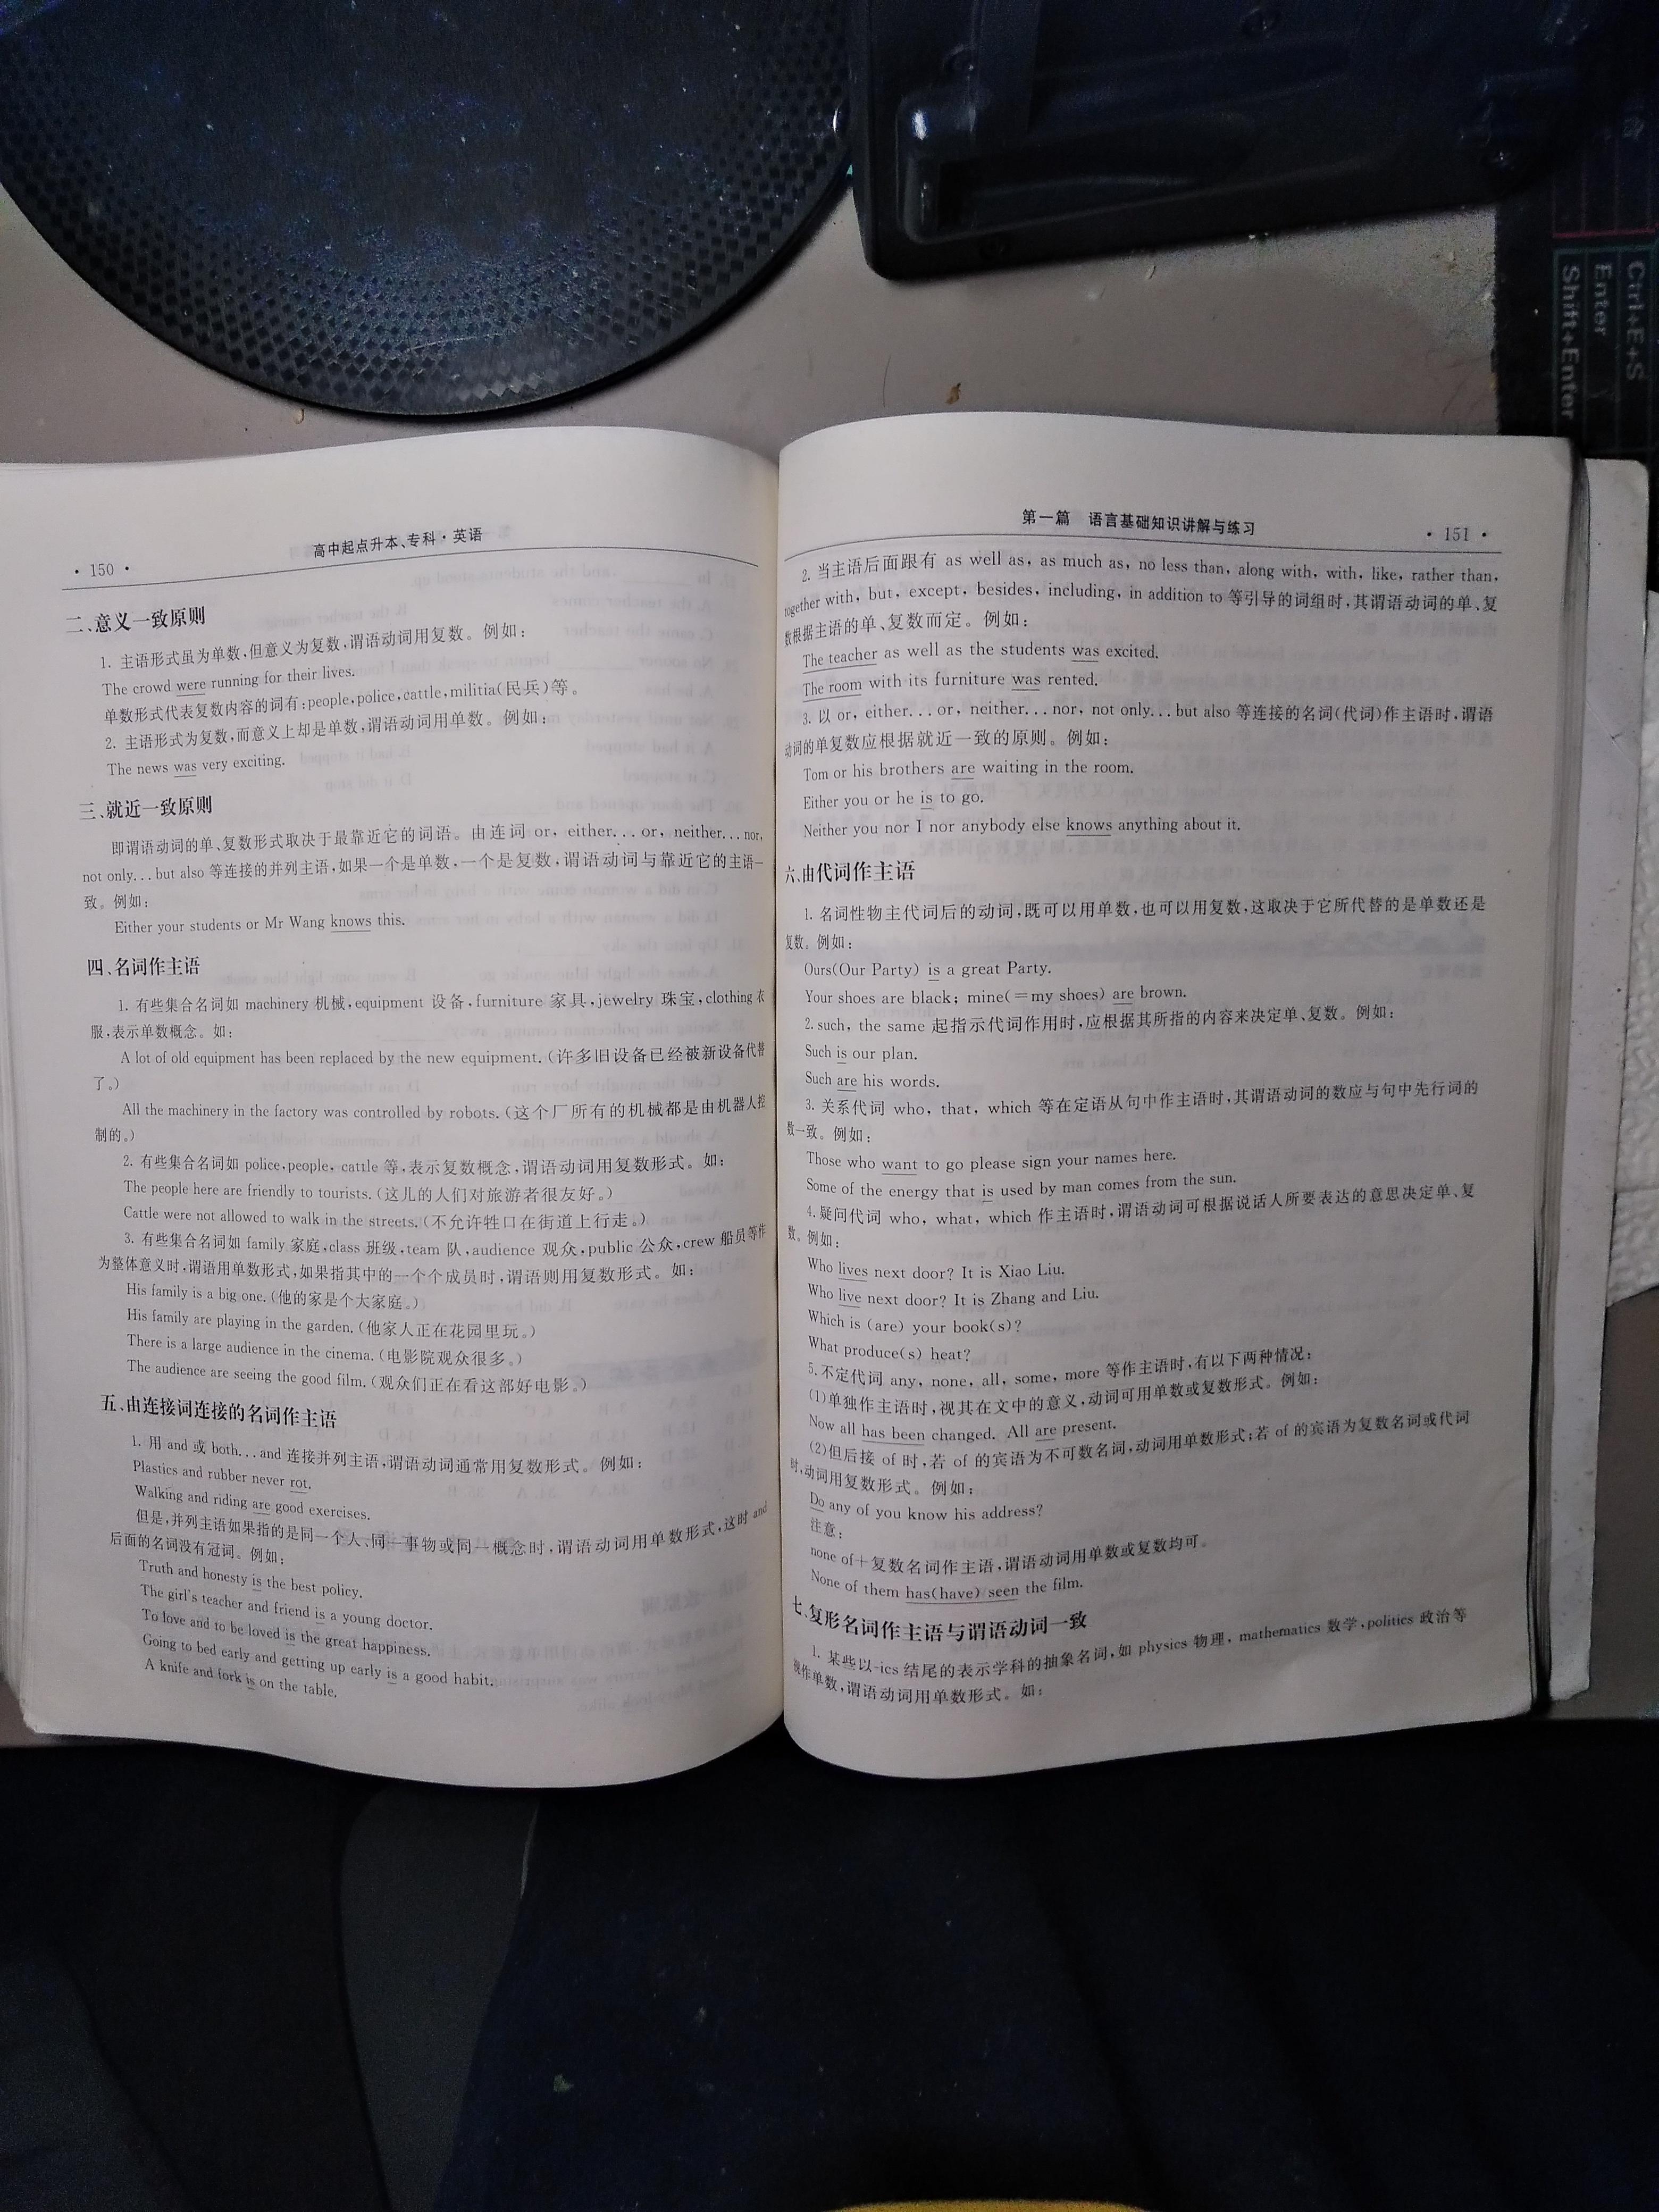 Ctrl+E+S
Enter
Shift+Enter
高中起点升本、专科·英语
· 150 ·
二、意义一致原则
1. 主语形式虽为单数,但意义为复数,谓语动词用复数。例如:
The crowd were running for their lives.
单数形式代表复数内容的词有:people,police,cattle,militia(民兵)等。
2. 主语形式为复数,而意义上却是单数,谓语动词用单数。例如:
The news was very exciting.
三、就近一致原则
即谓语动词的单、复数形式取决于最靠近它的词语。由连词 or, either...or, neither...nor,
not only...but also 等连接的并列主语,如果一个是单数,一个是复数,谓语动词与靠近它的主语一
致。例如:
Either your students or Mr Wang knows this.
四、名词作主语
1. 有些集合名词如 machinery 机械,equipment 设备,furniture 家具,jewelry 珠宝,clothing 衣
服,表示单数概念。如:
A lot of old equipment has been replaced by the new equipment.(许多旧设备已经被新设备代替
了。)
All the machinery in the factory was controlled by robots.(这个厂所有的机械都是由机器人控
制的。)
2. 有些集合名词如 police,people, cattle 等,表示复数概念,谓语动词用复数形式。如:
The people here are friendly to tourists.(这儿的人们对旅游者很友好。)
Cattle were not allowed to walk in the streets.(不允许牲口在街道上行走。)
3. 有些集合名词如 family 家庭,class 班级,team 队,audience 观众,public 公众,crew 船员等作
为整体意义时,谓语用单数形式,如果指其中的一个个成员时,谓语则用复数形式。如:
His family is a big one.(他的家是个大家庭。)
His family are playing in the garden.(他家人正在花园里玩。)
There is a large audience in the cinema.(电影院观众很多。)
The audience are seeing the good film.(观众们正在看这部好电影。)
五、由连接词连接的名词作主语
1. 用 and 或 both...and 连接并列主语,谓语动词通常用复数形式。例如:
Plastics and rubber never rot.
Walking and riding are good exercises.
但是,并列主语如果指的是同一个人、同一事物或同一概念时,谓语动词用单数形式,这时 and
后面的名词没有冠词。例如:
Truth and honesty is the best policy.
The girl's teacher and friend is a young doctor.
To love and to be loved is the great happiness.
Going to bed early and getting up early is a good habit.
A knife and fork is on the table.
第一篇 语言基础知识讲解与练习
· 151 ·
2. 当主语后面跟有 as well as, as much as, no less than, along with, with, like, rather than,
together with, but, except, besides, including, in addition to 等引导的词组时,其谓语动词的单、复
数根据主语的单、复数而定。例如:
The teacher as well as the students was excited.
The room with its furniture was rented.
3. 以 or, either...or, neither...nor, not only...but also 等连接的名词(代词)作主语时,谓语
动词的单复数应根据就近一致的原则。例如:
Tom or his brothers are waiting in the room.
Either you or he is to go.
Neither you nor I nor anybody else knows anything about it.
六、由代词作主语
1. 名词性物主代词后的动词,既可以用单数,也可以用复数,这取决于它所代替的是单数还是
复数。例如:
Ours(Our Party) is a great Party.
Your shoes are black; mine(=my shoes) are brown.
2. such, the same 起指示代词作用时,应根据其所指的内容来决定单、复数。例如:
Such is our plan.
Such are his words.
3. 关系代词 who, that, which 等在定语从句中作主语时,其谓语动词的数应与句中先行词的
数一致。例如:
Those who want to go please sign your names here.
Some of the energy that is used by man comes from the sun.
4. 疑问代词 who, what, which 作主语时,谓语动词可根据说话人所要表达的意思决定单、复
数。例如:
Who lives next door? It is Xiao Liu.
Who live next door? It is Zhang and Liu.
Which is (are) your book(s)?
What produce(s) heat?
5. 不定代词 any, none, all, some, more 等作主语时,有以下两种情况:
(1)单独作主语时,视其在文中的意义,动词可用单数或复数形式。例如:
Now all has been changed. All are present.
(2)但后接 of 时,若 of 的宾语为不可数名词,动词用单数形式;若 of 的宾语为复数名词或代词
时,动词用复数形式。例如:
Do any of you know his address?
注意:
none of+复数名词作主语,谓语动词用单数或复数均可。
None of them has(have) seen the film.
七、复形名词作主语与谓语动词一致
1. 某些以-ics 结尾的表示学科的抽象名词,如 physics 物理, mathematics 数学,politics 政治等
视作单数,谓语动词用单数形式。如: